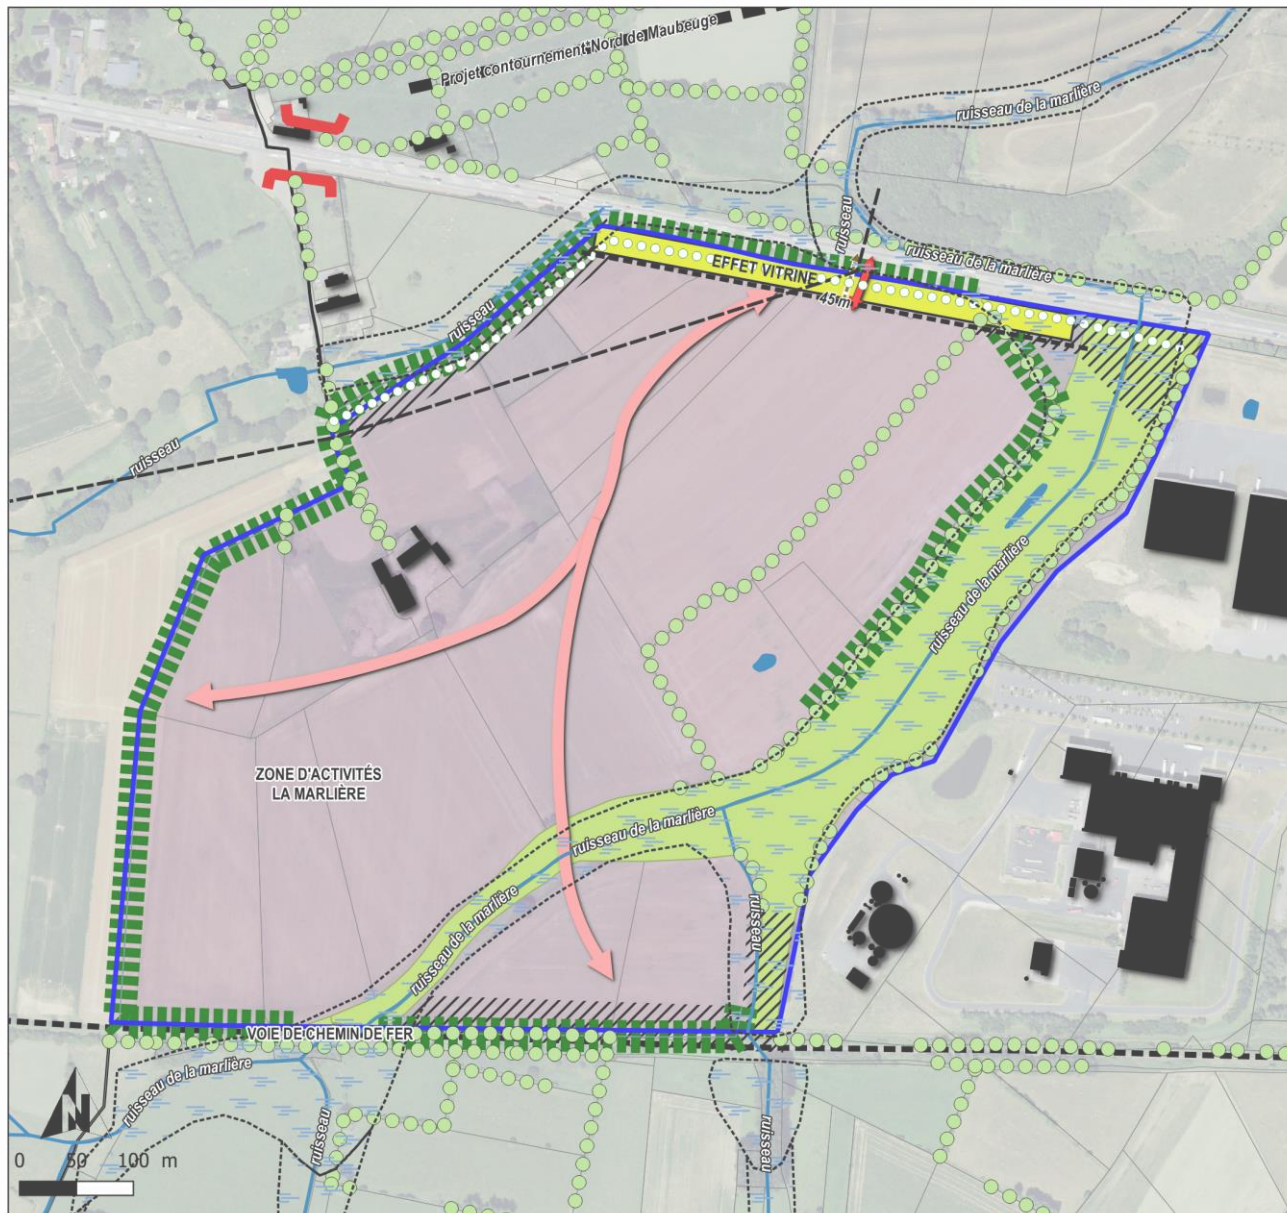 Projet contournement Nord de Maubeuge
ruisseau de la marlière
ruisseau
ruisseau de la marlière
EFFET VITRINE
45m
ruisseau
ruisseau
ruisseau de la marlière
ZONE D'ACTIVITÉS
LA MARLIÈRE
ruisseau de la marlière
ruisseau de la marlière
ruisseau
VOIE DE CHEMIN DE FER
ruisseau de la marlière
ruisseau
ruisseau
N
0 50 100 m